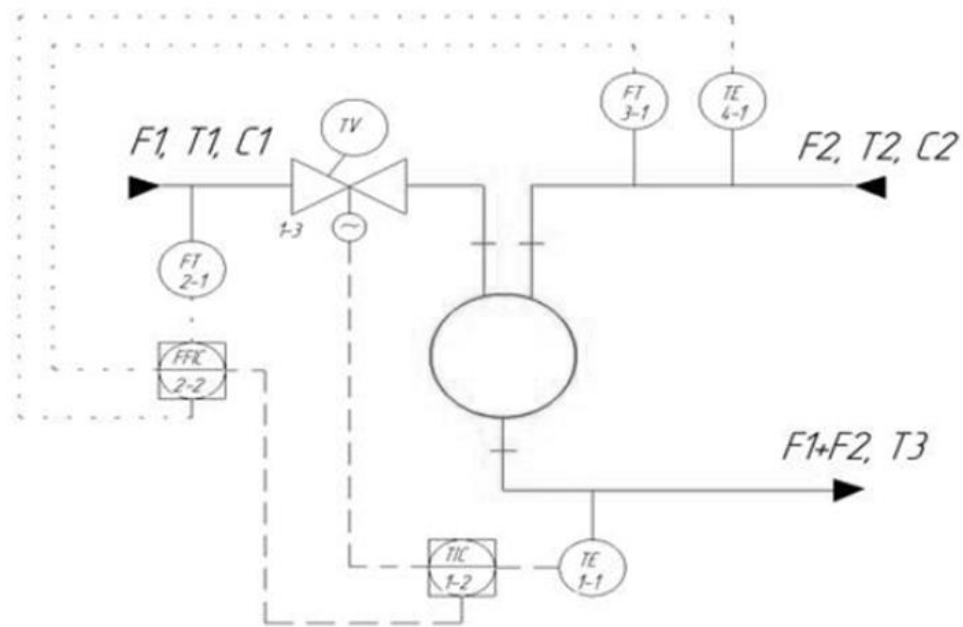 FT
3-1
TE
4-1
TV
F1, T1, C1
F2, T2, C2
1-3
~
FT
2-1
FFIC
2-2
F1+F2, T3
TIC
1-2
TE
1-1